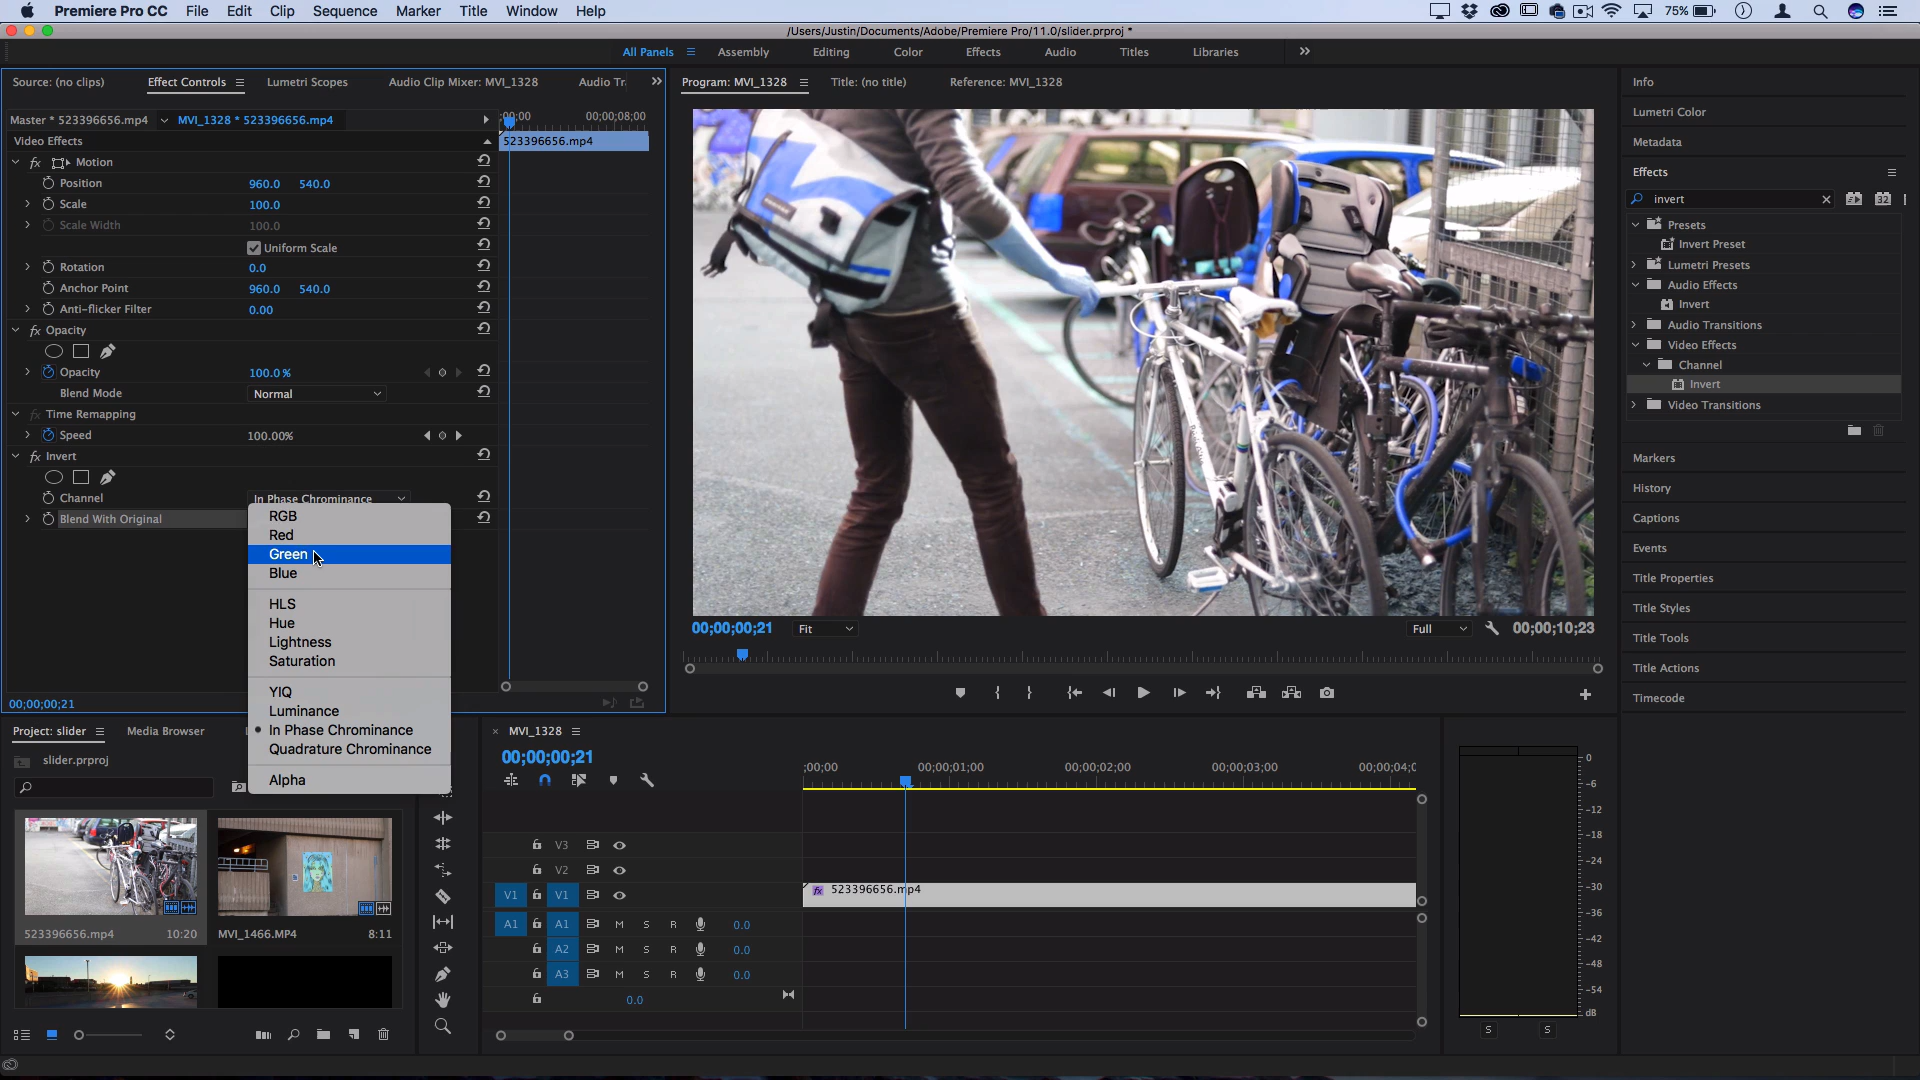 Premiere Pro CC File Edit Clip Sequence Marker Title Window Help 75%
/Users/Justin/Documents/Adobe/Premiere Pro/11.0/slider.prproj *
All Panels Assembly Editing Color Effects Audio Titles Libraries
Source: (no clips) Effect Controls Lumetri Scopes Audio Clip Mixer: MVI_1328 Audio Tr
Master * 523396656.mp4 MVI_1328 * 523396656.mp4
;00;00 00;00;08;00
Video Effects
523396656.mp4
fx Motion
Position 960.0 540.0
Scale 100.0
Scale Width 100.0
Uniform Scale
Rotation 0.0
Anchor Point 960.0 540.0
Anti-flicker Filter 0.00
fx Opacity
Opacity 100.0 %
Blend Mode Normal
fx Time Remapping
Speed 100.00%
fx Invert
Channel In Phase Chrominance
Blend With Original
RGB
Red
Green
Blue
HLS
Hue
Lightness
Saturation
YIQ
Luminance
In Phase Chrominance
Quadrature Chrominance
Alpha
00;00;00;21
Program: MVI_1328 Title: (no title) Reference: MVI_1328
00;00;00;21 Fit Full 00;00;10;23
Info
Lumetri Color
Metadata
Effects
invert 32
Presets
Invert Preset
Lumetri Presets
Audio Effects
Invert
Audio Transitions
Video Effects
Channel
Invert
Video Transitions
Markers
History
Captions
Events
Title Properties
Title Styles
Title Tools
Title Actions
Timecode
Project: slider Media Browser
slider.prproj
523396656.mp4 10:20
MVI_1466.MP4 8:11
MVI_1328
00;00;00;21
;00;00 00;00;01;00 00;00;02;00 00;00;03;00 00;00;04;0
V3
V2
V1 V1 fx 523396656.mp4
A1 A1 M S R 0.0
A2 M S R 0.0
A3 M S R 0.0
0.0
0
-6
-12
-18
-24
-30
-36
-42
-48
-54
dB
S S